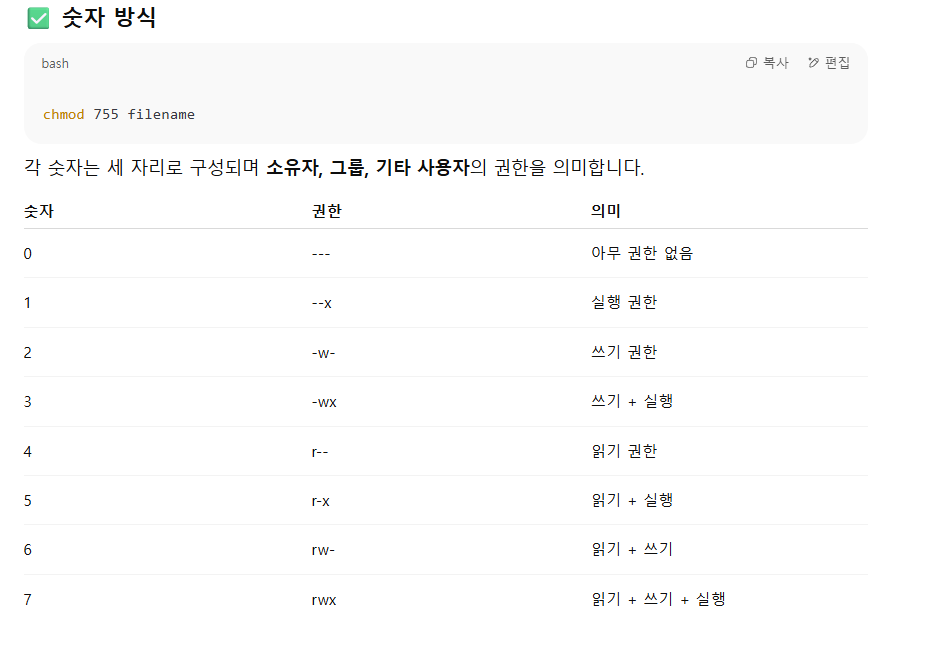 ✅ 숫자 방식
bash 복사 편집
chmod 755 filename
각 숫자는 세 자리로 구성되며 소유자, 그룹, 기타 사용자의 권한을 의미합니다.
숫자 권한 의미
0 --- 아무 권한 없음
1 --x 실행 권한
2 -w- 쓰기 권한
3 -wx 쓰기 + 실행
4 r-- 읽기 권한
5 r-x 읽기 + 실행
6 rw- 읽기 + 쓰기
7 rwx 읽기 + 쓰기 + 실행